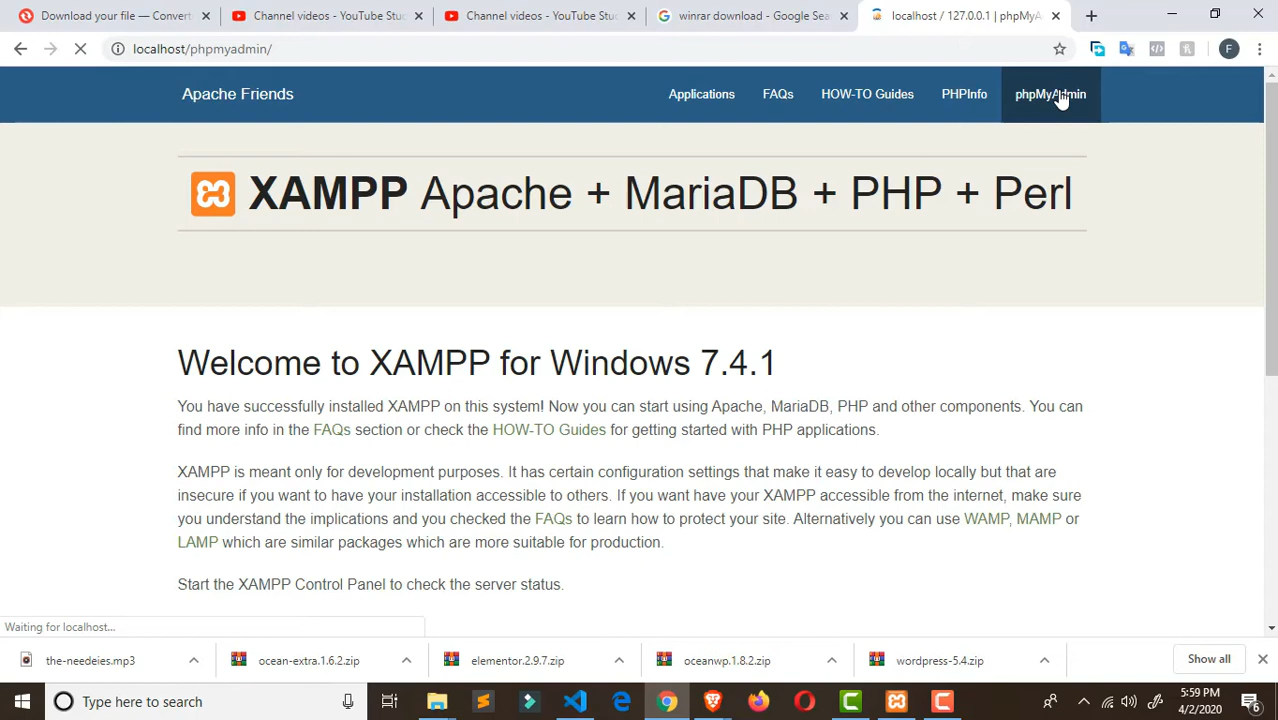 Download your file — Convert
Channel videos - YouTube Stud
Channel videos - YouTube Stud
winrar download - Google Sea
localhost / 127.0.0.1 | phpMyA
localhost/phpmyadmin/
F
Apache Friends
Applications
FAQs
HOW-TO Guides
PHPInfo
phpMyAdmin
XAMPP Apache + MariaDB + PHP + Perl
Welcome to XAMPP for Windows 7.4.1
You have successfully installed XAMPP on this system! Now you can start using Apache, MariaDB, PHP and other components. You can
find more info in the FAQs section or check the HOW-TO Guides for getting started with PHP applications.
XAMPP is meant only for development purposes. It has certain configuration settings that make it easy to develop locally but that are
insecure if you want to have your installation accessible to others. If you want have your XAMPP accessible from the internet, make sure
you understand the implications and you checked the FAQs to learn how to protect your site. Alternatively you can use WAMP, MAMP or
LAMP which are similar packages which are more suitable for production.
Start the XAMPP Control Panel to check the server status.
Waiting for localhost...
the-needeies.mp3
ocean-extra.1.6.2.zip
elementor.2.9.7.zip
oceanwp.1.8.2.zip
wordpress-5.4.zip
Show all
Type here to search
5:59 PM
4/2/2020
6